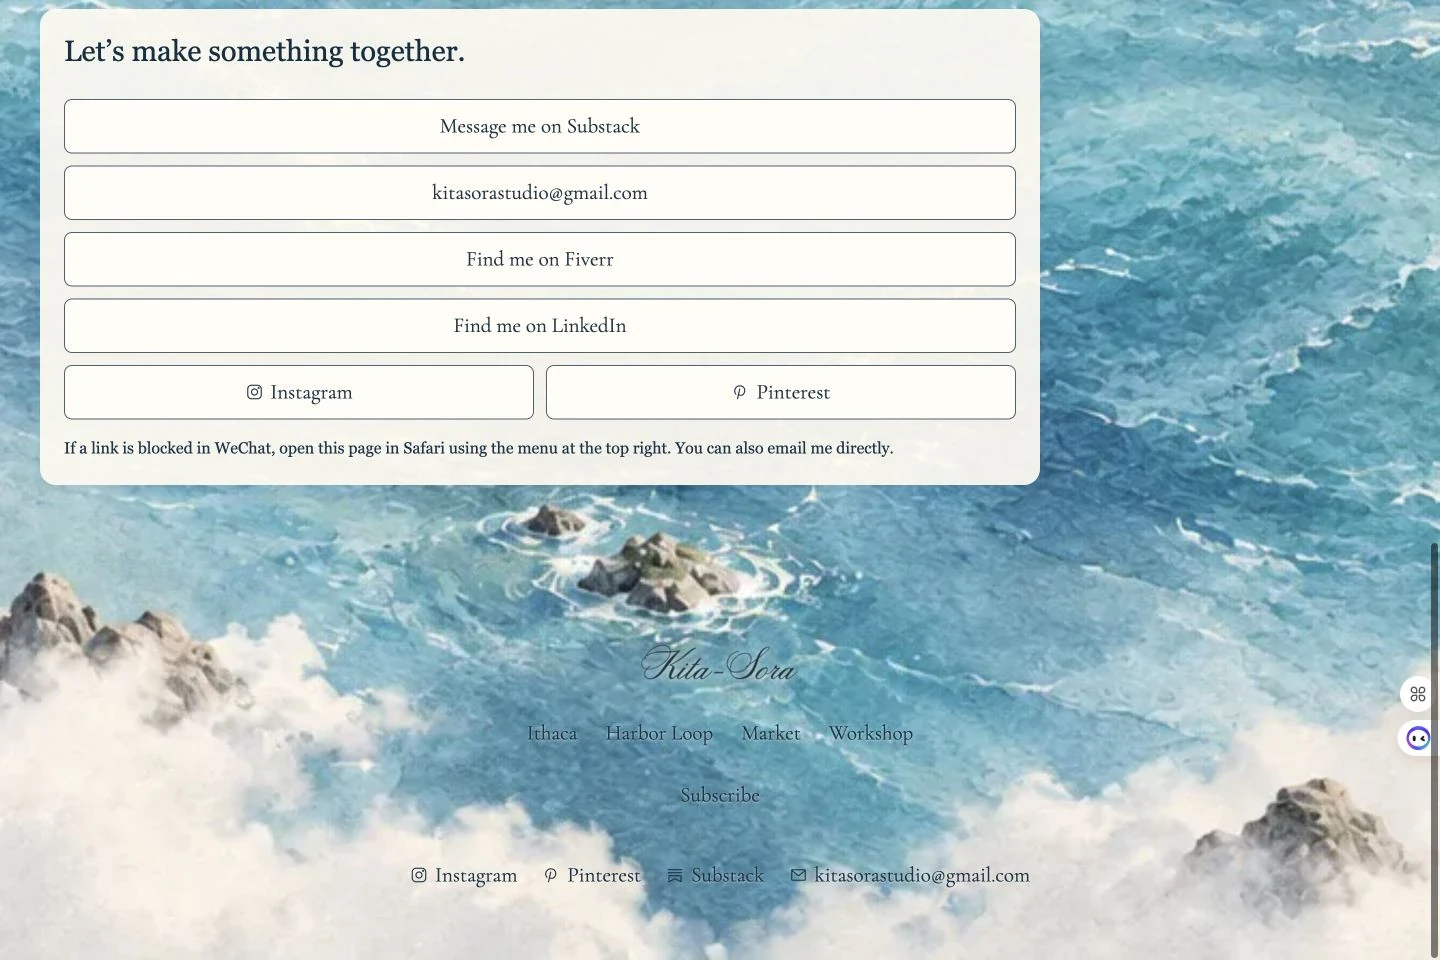 Let’s make something together.
Message me on Substack
kitasorastudio@gmail.com
Find me on Fiverr
Find me on LinkedIn
Instagram
Pinterest
If a link is blocked in WeChat, open this page in Safari using the menu at the top right. You can also email me directly.
Kita-Sora
Ithaca Harbor Loop Market Workshop
Subscribe
Instagram Pinterest Substack kitasorastudio@gmail.com